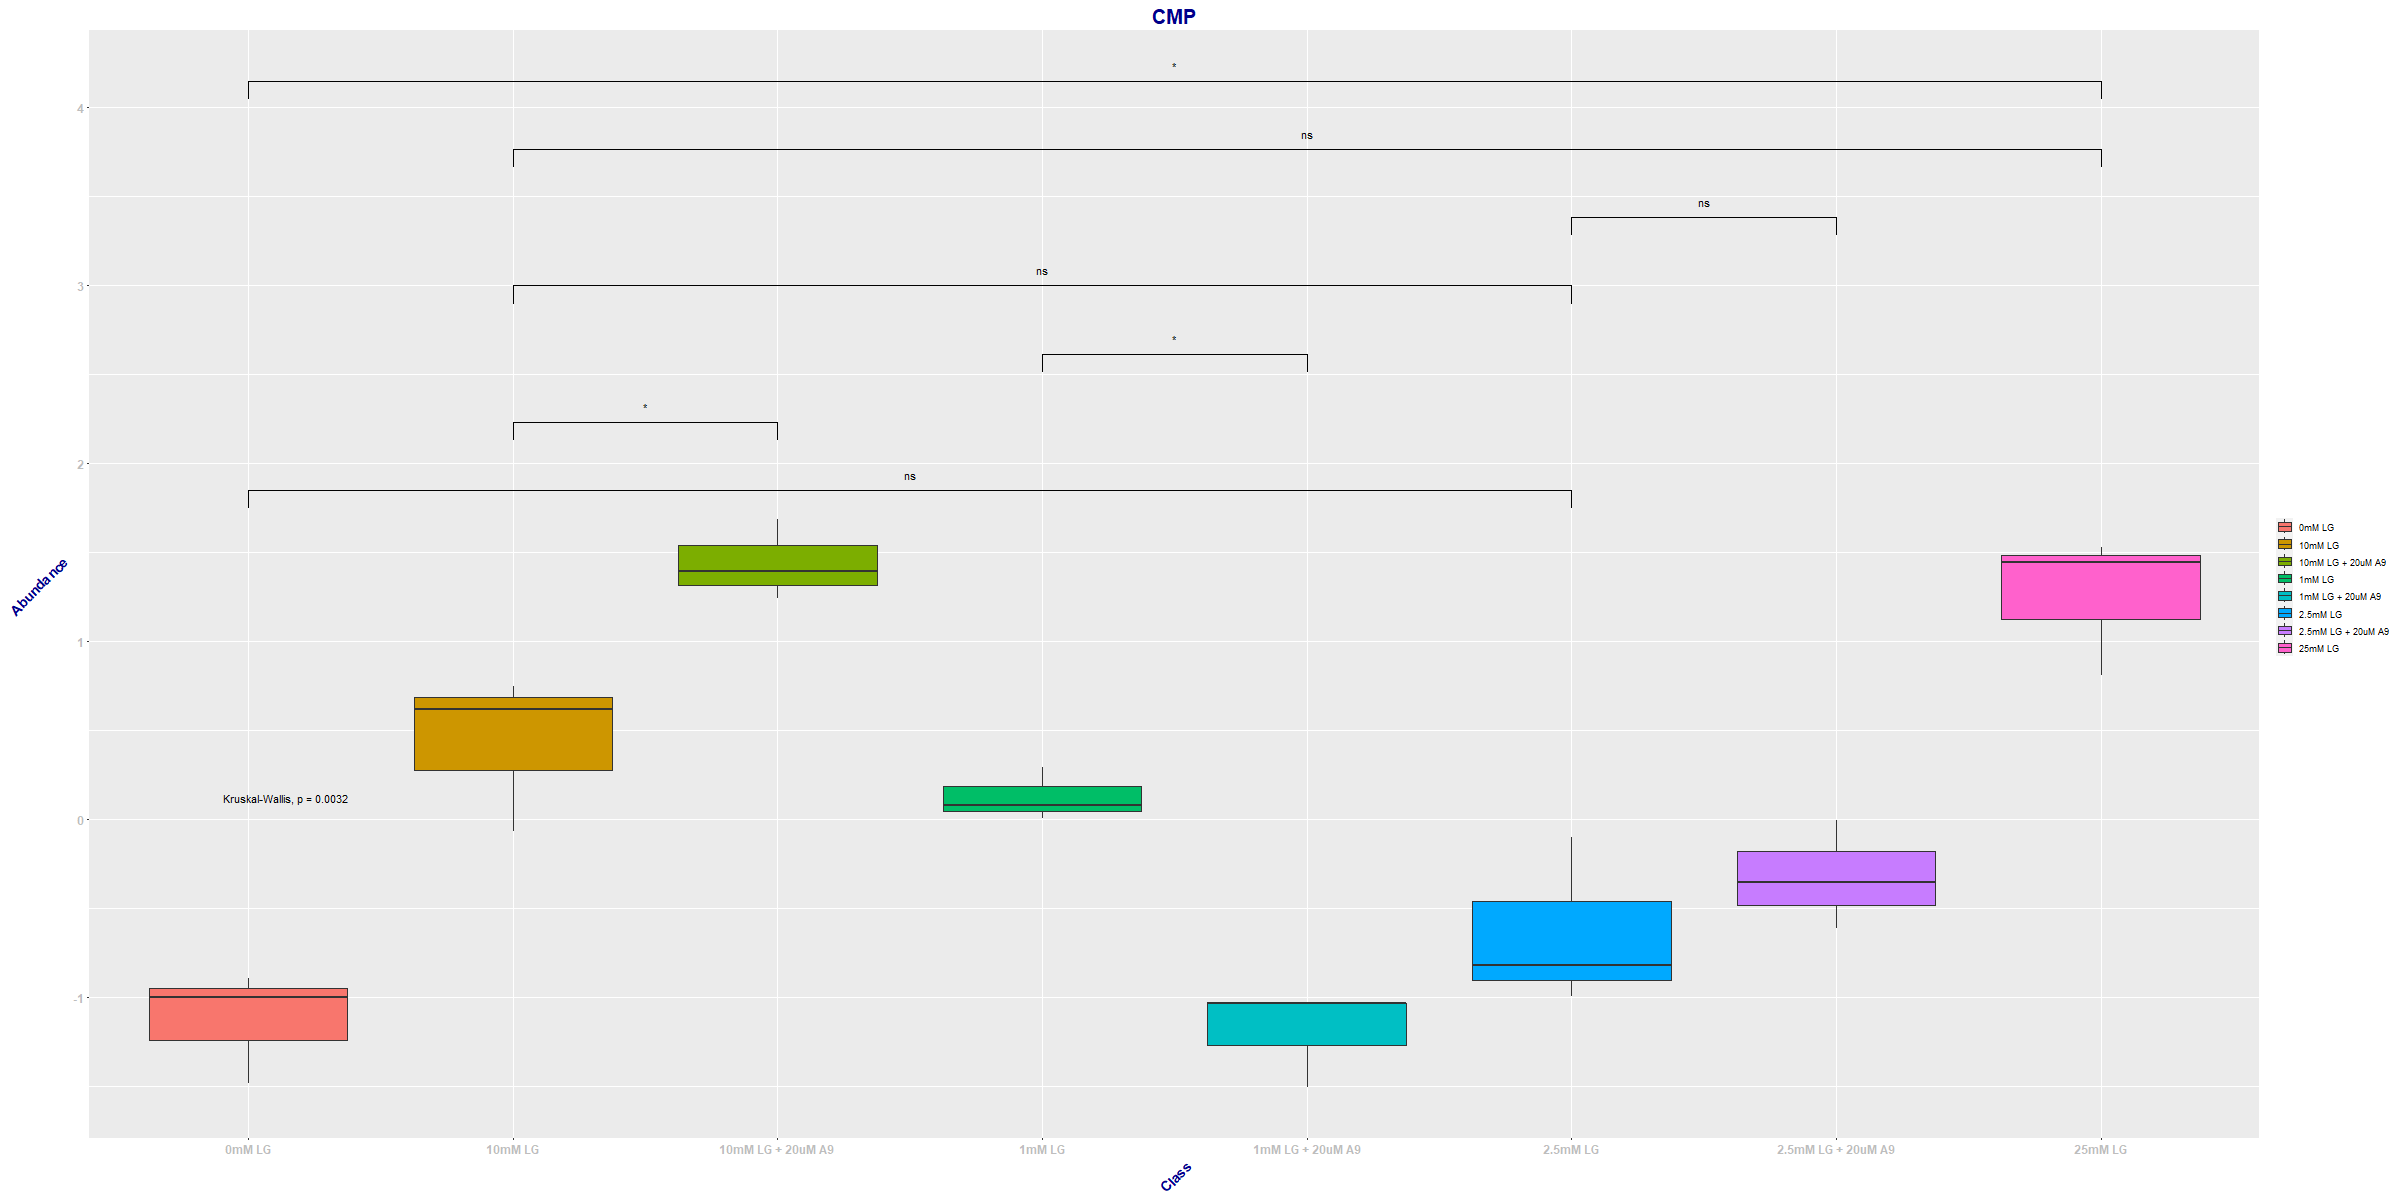 CMP
*
ns
ns
ns
*
*
ns
4
3
2
1
0
-1
Kruskal-Wallis, p = 0.0032
Abundance
0mM LG
10mM LG
10mM LG + 20uM A9
1mM LG
1mM LG + 20uM A9
2.5mM LG
2.5mM LG + 20uM A9
25mM LG
Class
0mM LG
10mM LG
10mM LG + 20uM A9
1mM LG
1mM LG + 20uM A9
2.5mM LG
2.5mM LG + 20uM A9
25mM LG